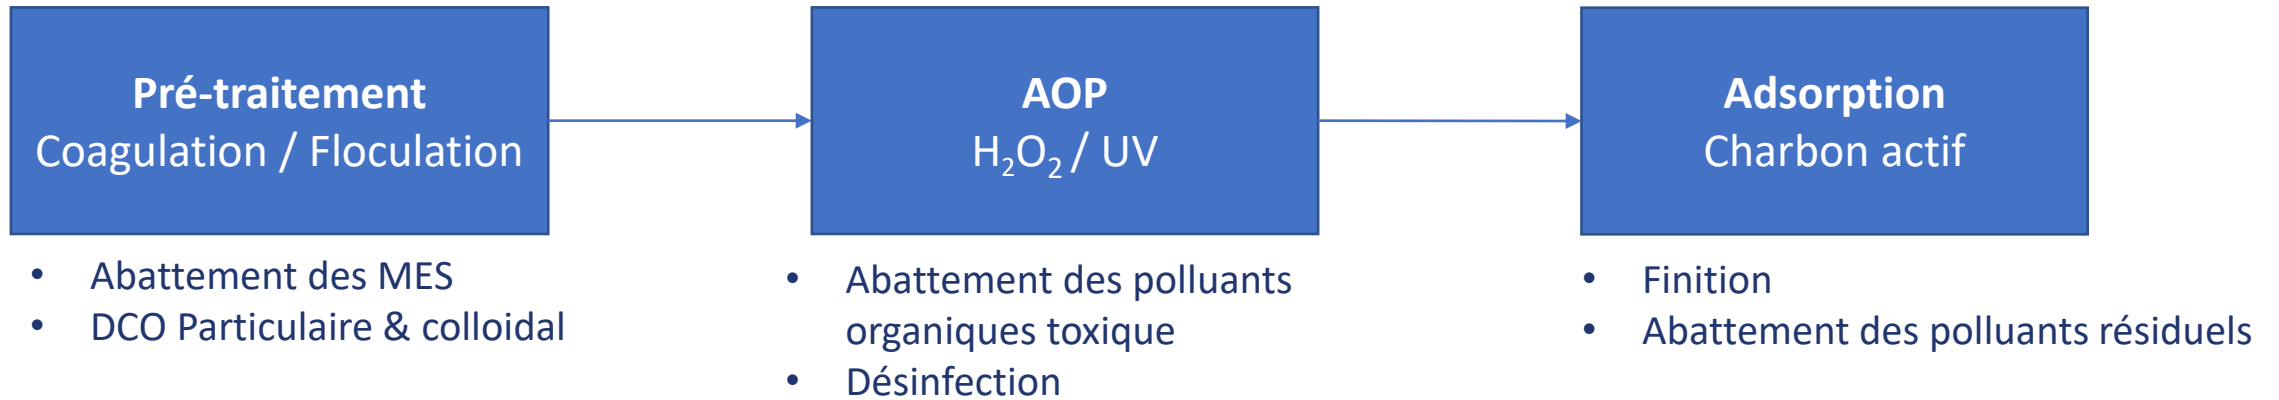 Pré-traitement
Coagulation / Floculation
• Abattement des MES
• DCO Particulaire & colloidal
AOP
H₂O₂ / UV
• Abattement des polluants
organiques toxique
• Désinfection
Adsorption
Charbon actif
• Finition
• Abattement des polluants résiduels